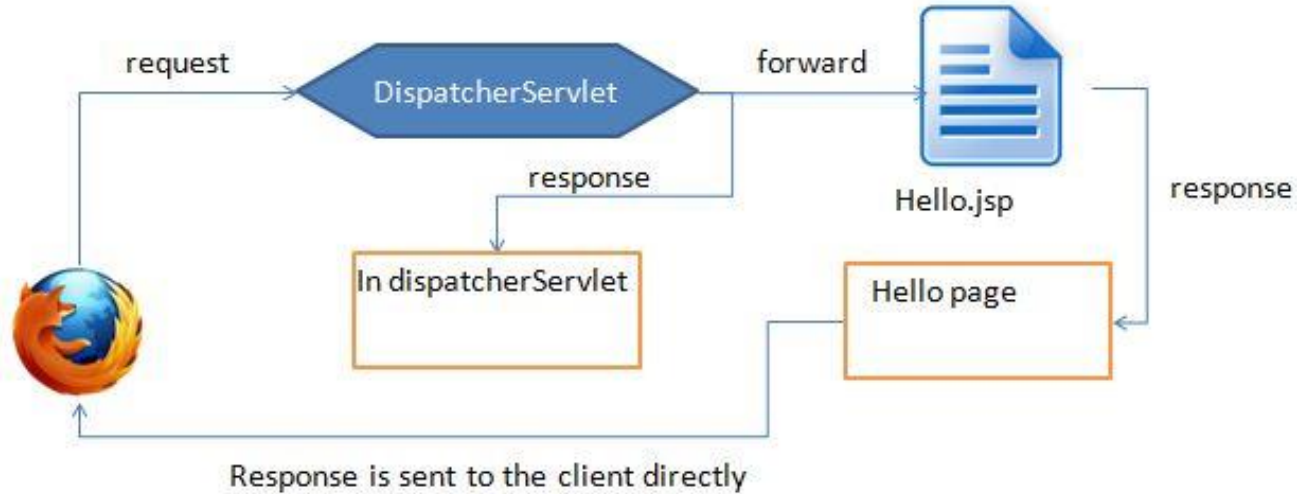 request
DispatcherServlet
forward
response
Hello.jsp
response
In dispatcherServlet
Hello page
Response is sent to the client directly